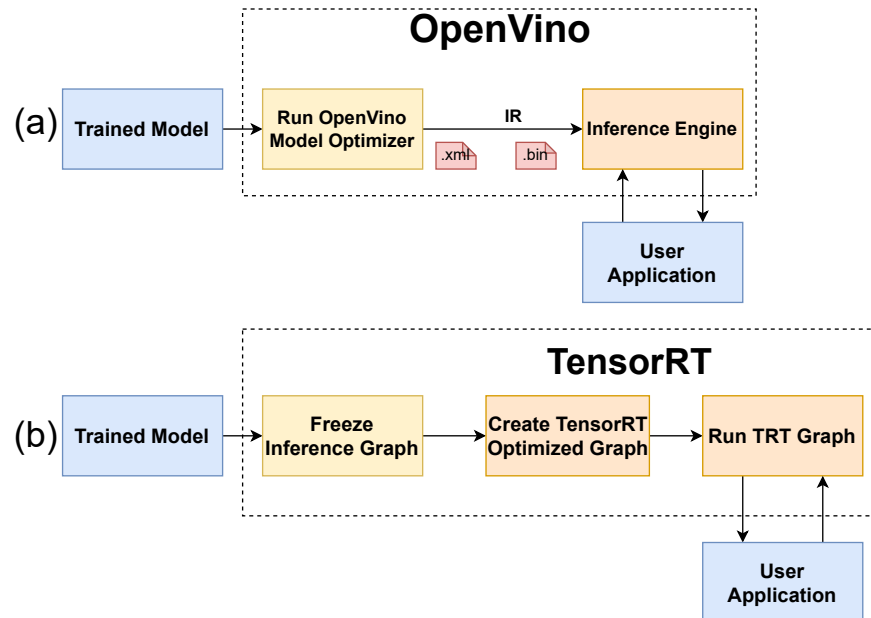 OpenVino
(a)
Trained Model
Run OpenVino
Model Optimizer
IR
.xml
.bin
Inference Engine
User
Application
TensorRT
(b)
Trained Model
Freeze
Inference Graph
Create TensorRT
Optimized Graph
Run TRT Graph
User
Application